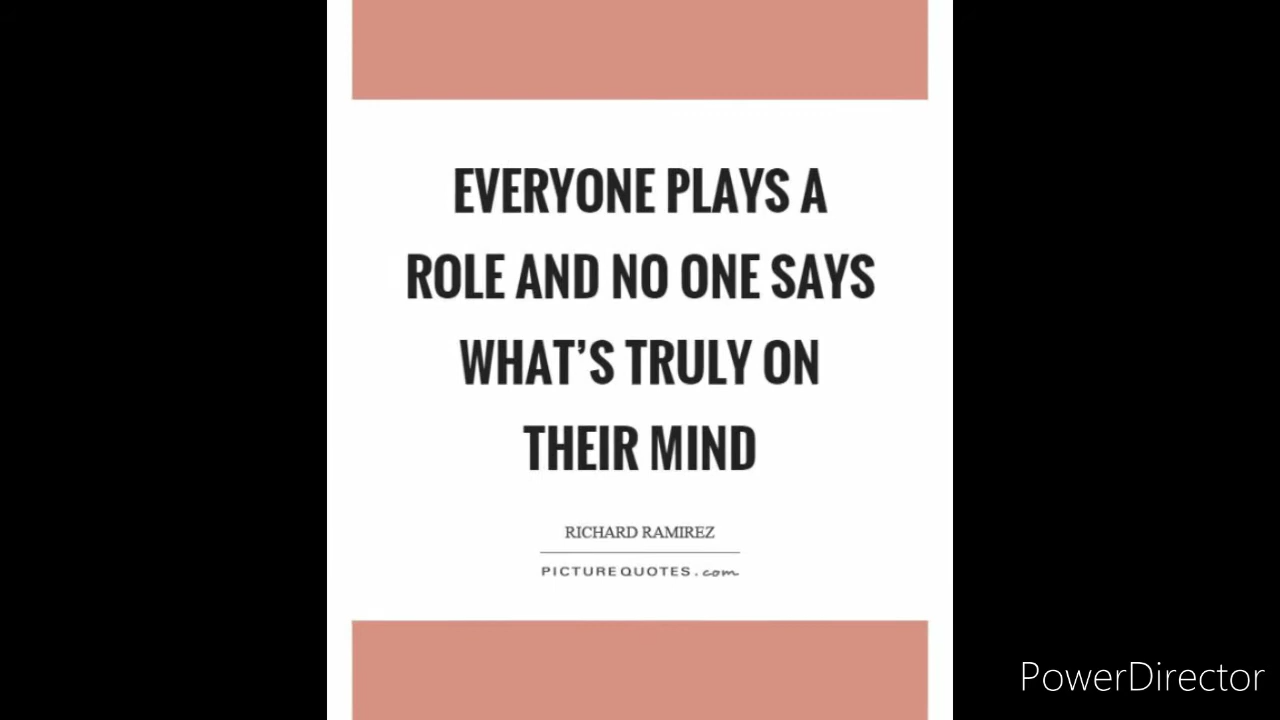 EVERYONE PLAYS A
ROLE AND NO ONE SAYS
WHAT’S TRULY ON
THEIR MIND
RICHARD RAMIREZ
PICTUREQUOTES.com
PowerDirector